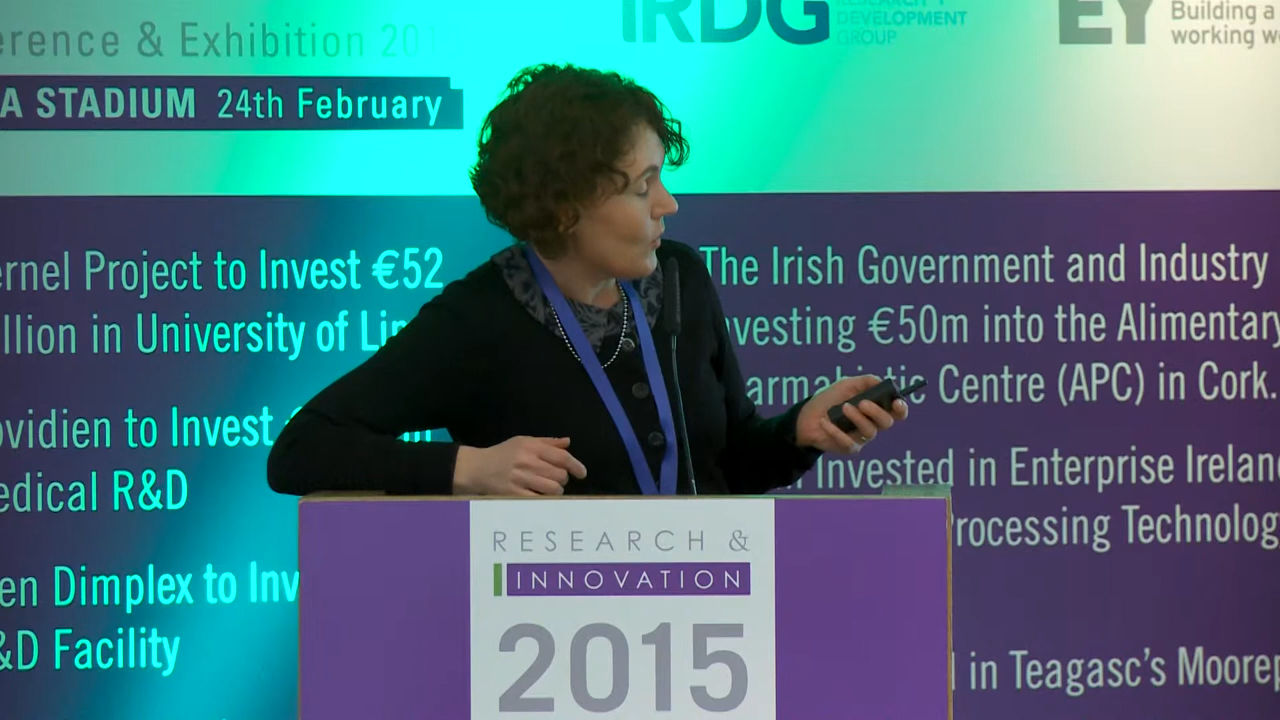 erence & Exhibition 20
A STADIUM 24th February
IRDG
RESEARCH +
DEVELOPMENT
GROUP
EY
Building a
working w
ernel Project to Invest €52
llion in University of Li
ovidien to Invest
edical R&D
en Dimplex to Inv
&D Facility
The Irish Government and Industry
nvesting €50m into the Alimentary
armabiotic Centre (APC) in Cork.
Invested in Enterprise Irelan
rocessing Technolog
in Teagasc's Moorep
RESEARCH &
INNOVATION
2015